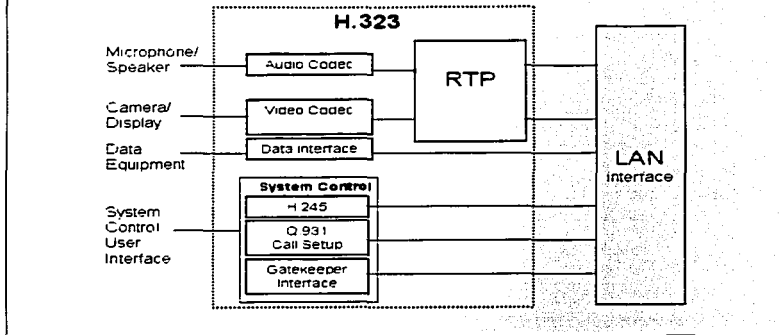 H.323
Microphone/
Speaker
Audio Codec
RTP
Camera/
Display
Video Codec
Data
Equipment
Data Interface
LAN
Interface
System Control
H 245
System
Control
User
Interface
Q 931
Call Setup
Gatekeeper
Interface